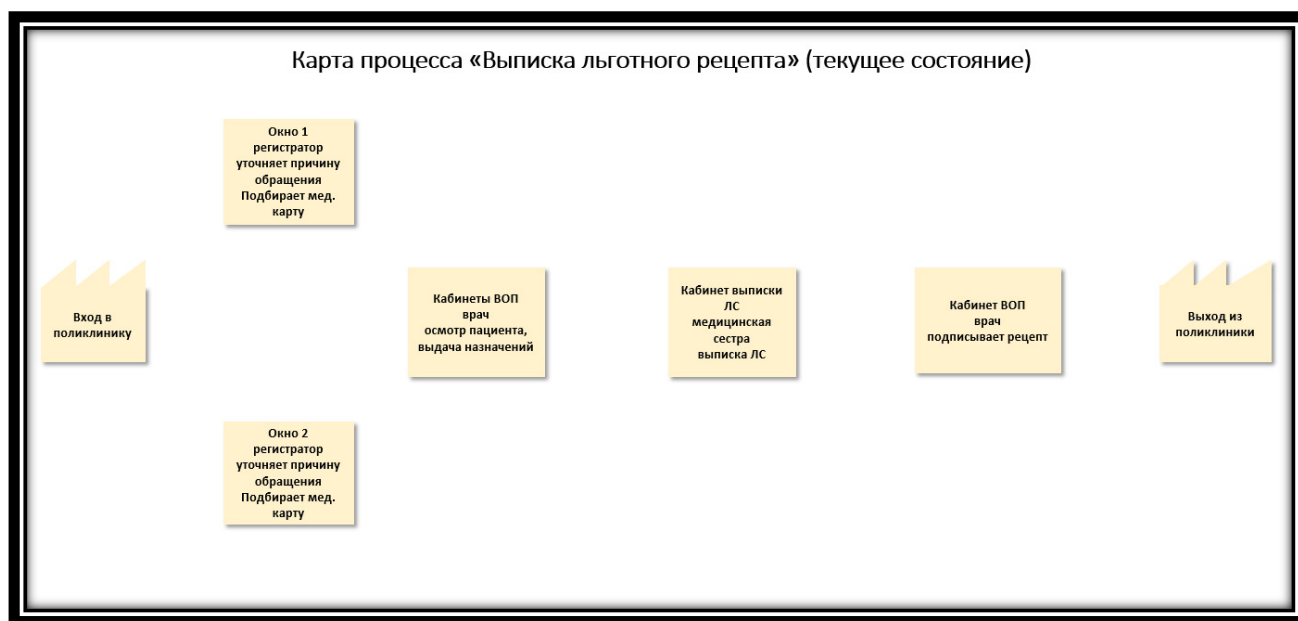 Карта процесса «Выписка льготного рецепта» (текущее состояние)
Окно 1
регистратор
уточняет причину
обращения
Подбирает мед.
карту
Вход в
поликлинику
Кабинеты ВОП
врач
осмотр пациента,
выдача назначений
Кабинет выписки
ЛС
медицинская
сестра
выписка ЛС
Кабинет ВОП
врач
подписывает рецепт
Выход из
поликлиники
Окно 2
регистратор
уточняет причину
обращения
Подбирает мед.
карту